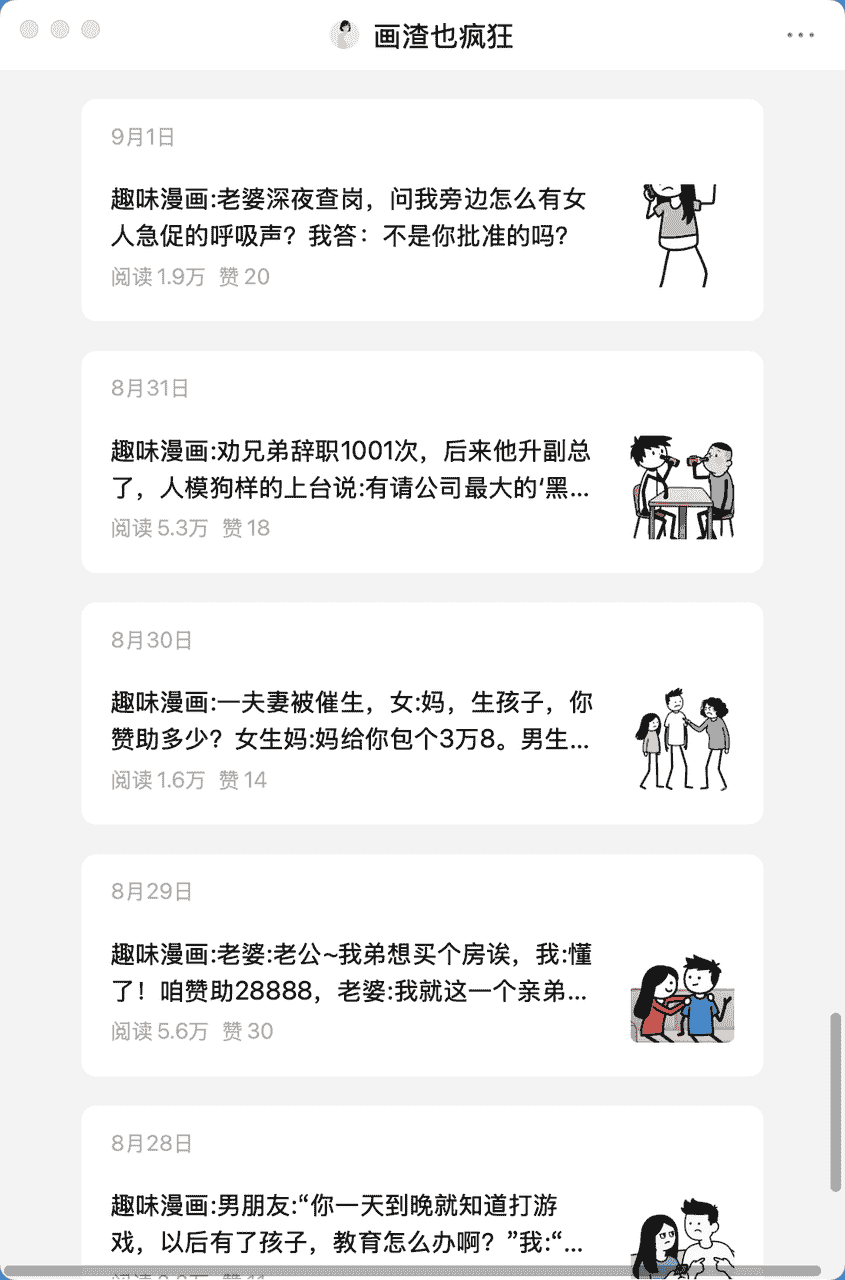 画渣也疯狂
9月1日
趣味漫画:老婆深夜查岗，问我旁边怎么有女
人急促的呼吸声？我答：不是你批准的吗？
阅读 1.9万 赞 20
8月31日
趣味漫画:劝兄弟辞职1001次，后来他升副总
了，人模狗样的上台说:有请公司最大的‘黑...
阅读 5.3万 赞 18
8月30日
趣味漫画:一夫妻被催生，女:妈，生孩子，你
赞助多少？女生妈:妈给你包个3万8。男生...
阅读 1.6万 赞 14
8月29日
趣味漫画:老婆:老公~我弟想买个房诶，我:懂
了！咱赞助28888，老婆:我就这一个亲弟...
阅读 5.6万 赞 30
8月28日
趣味漫画:男朋友:“你一天到晚就知道打游
戏，以后有了孩子，教育怎么办啊？”我:“...